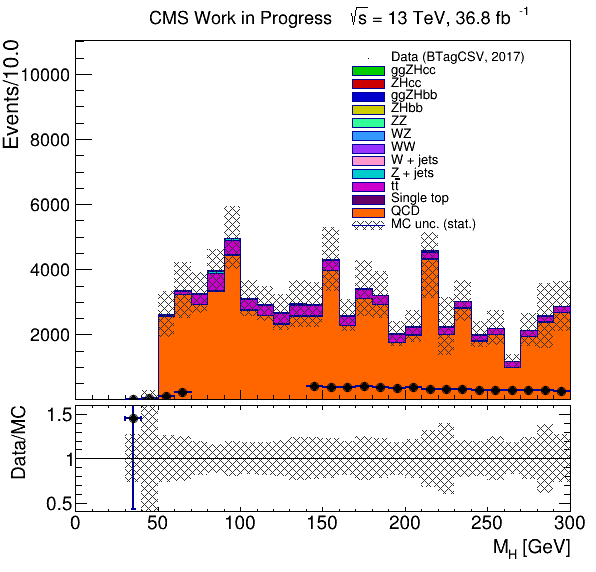 CMS Work in Progress √s = 13 TeV, 36.8 fb -1
Events/10.0
10000
8000
6000
4000
2000
Data (BTagCSV, 2017)
ggZHcc
ZHcc
ggZHbb
ZHbb
ZZ
WZ
WW
W + jets
Z + jets
tt̄
Single top
QCD
MC unc. (stat.)
Data/MC
1.5
1
0.5
0 50 100 150 200 250 300
M_H [GeV]